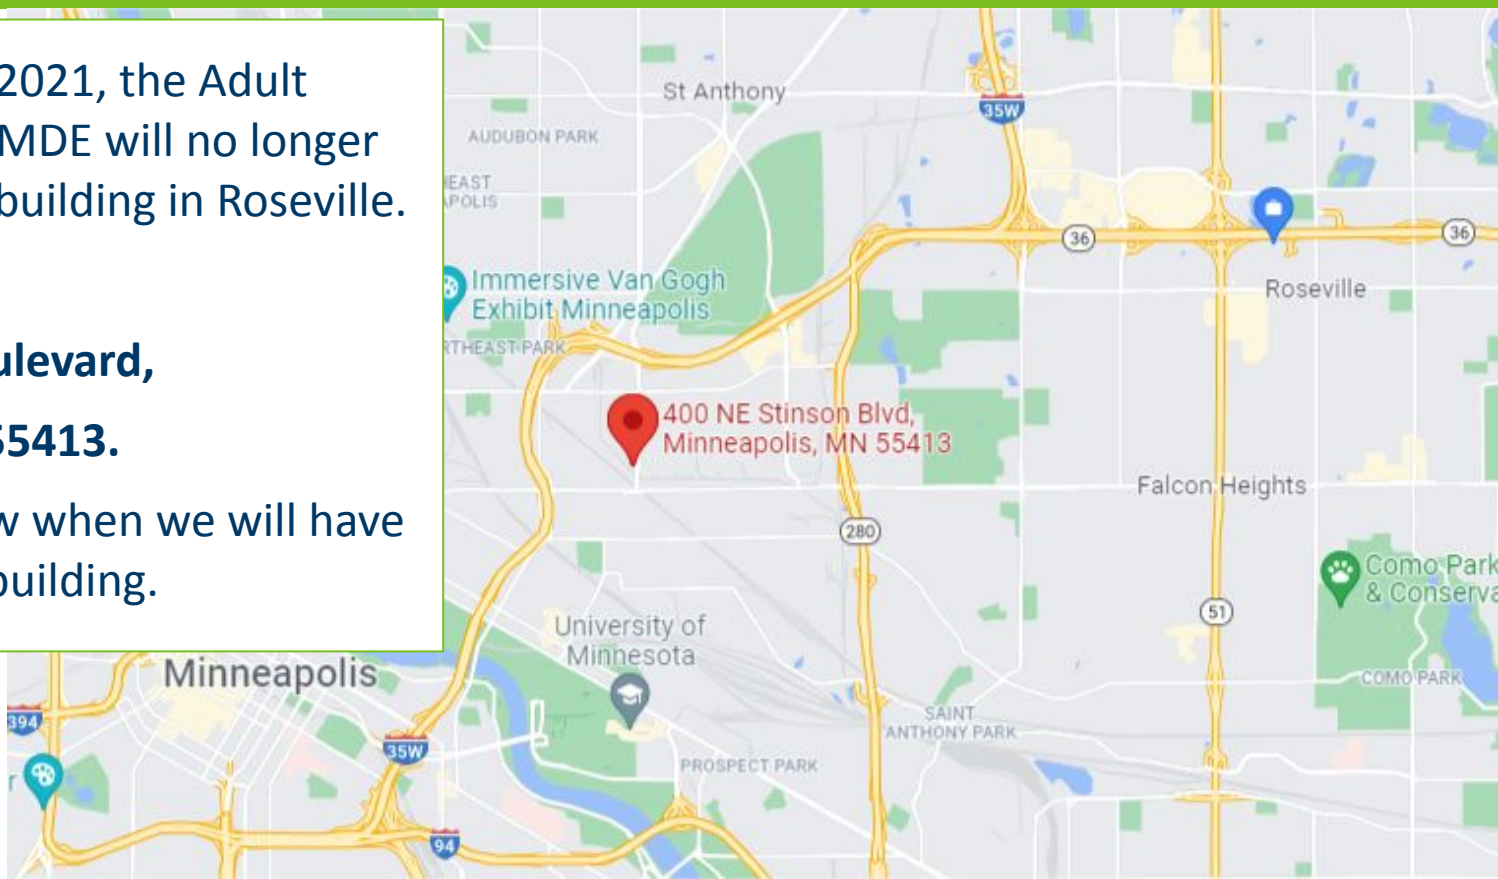 2021, the Adult
MDE will no longer
building in Roseville.
ulevard,
55413.
w when we will have
building.
St Anthony
AUDUBON PARK
35W
EAST
APOLIS
36
36
Roseville
Immersive Van Gogh
Exhibit Minneapolis
RTHEAST PARK
400 NE Stinson Blvd,
Minneapolis, MN 55413
Falcon Heights
280
Como Park
& Conserva
51
University of
Minnesota
Minneapolis
COMO PARK
394
SAINT
ANTHONY PARK
35W
PROSPECT PARK
r
94